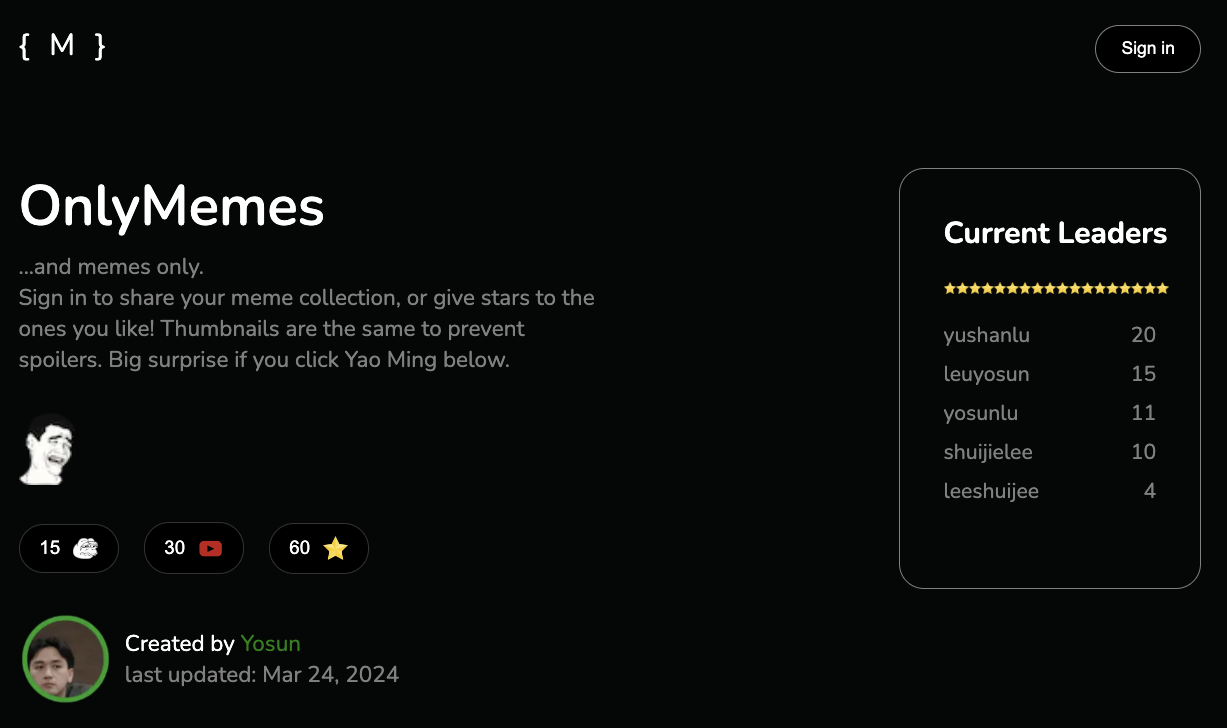 { M }
Sign in
OnlyMemes
...and memes only.
Sign in to share your meme collection, or give stars to the
ones you like! Thumbnails are the same to prevent
spoilers. Big surprise if you click Yao Ming below.
15
30
60
Created by Yosun
last updated: Mar 24, 2024
Current Leaders
yushanlu 20
leuyosun 15
yosunlu 11
shuijielee 10
leeshuijee 4